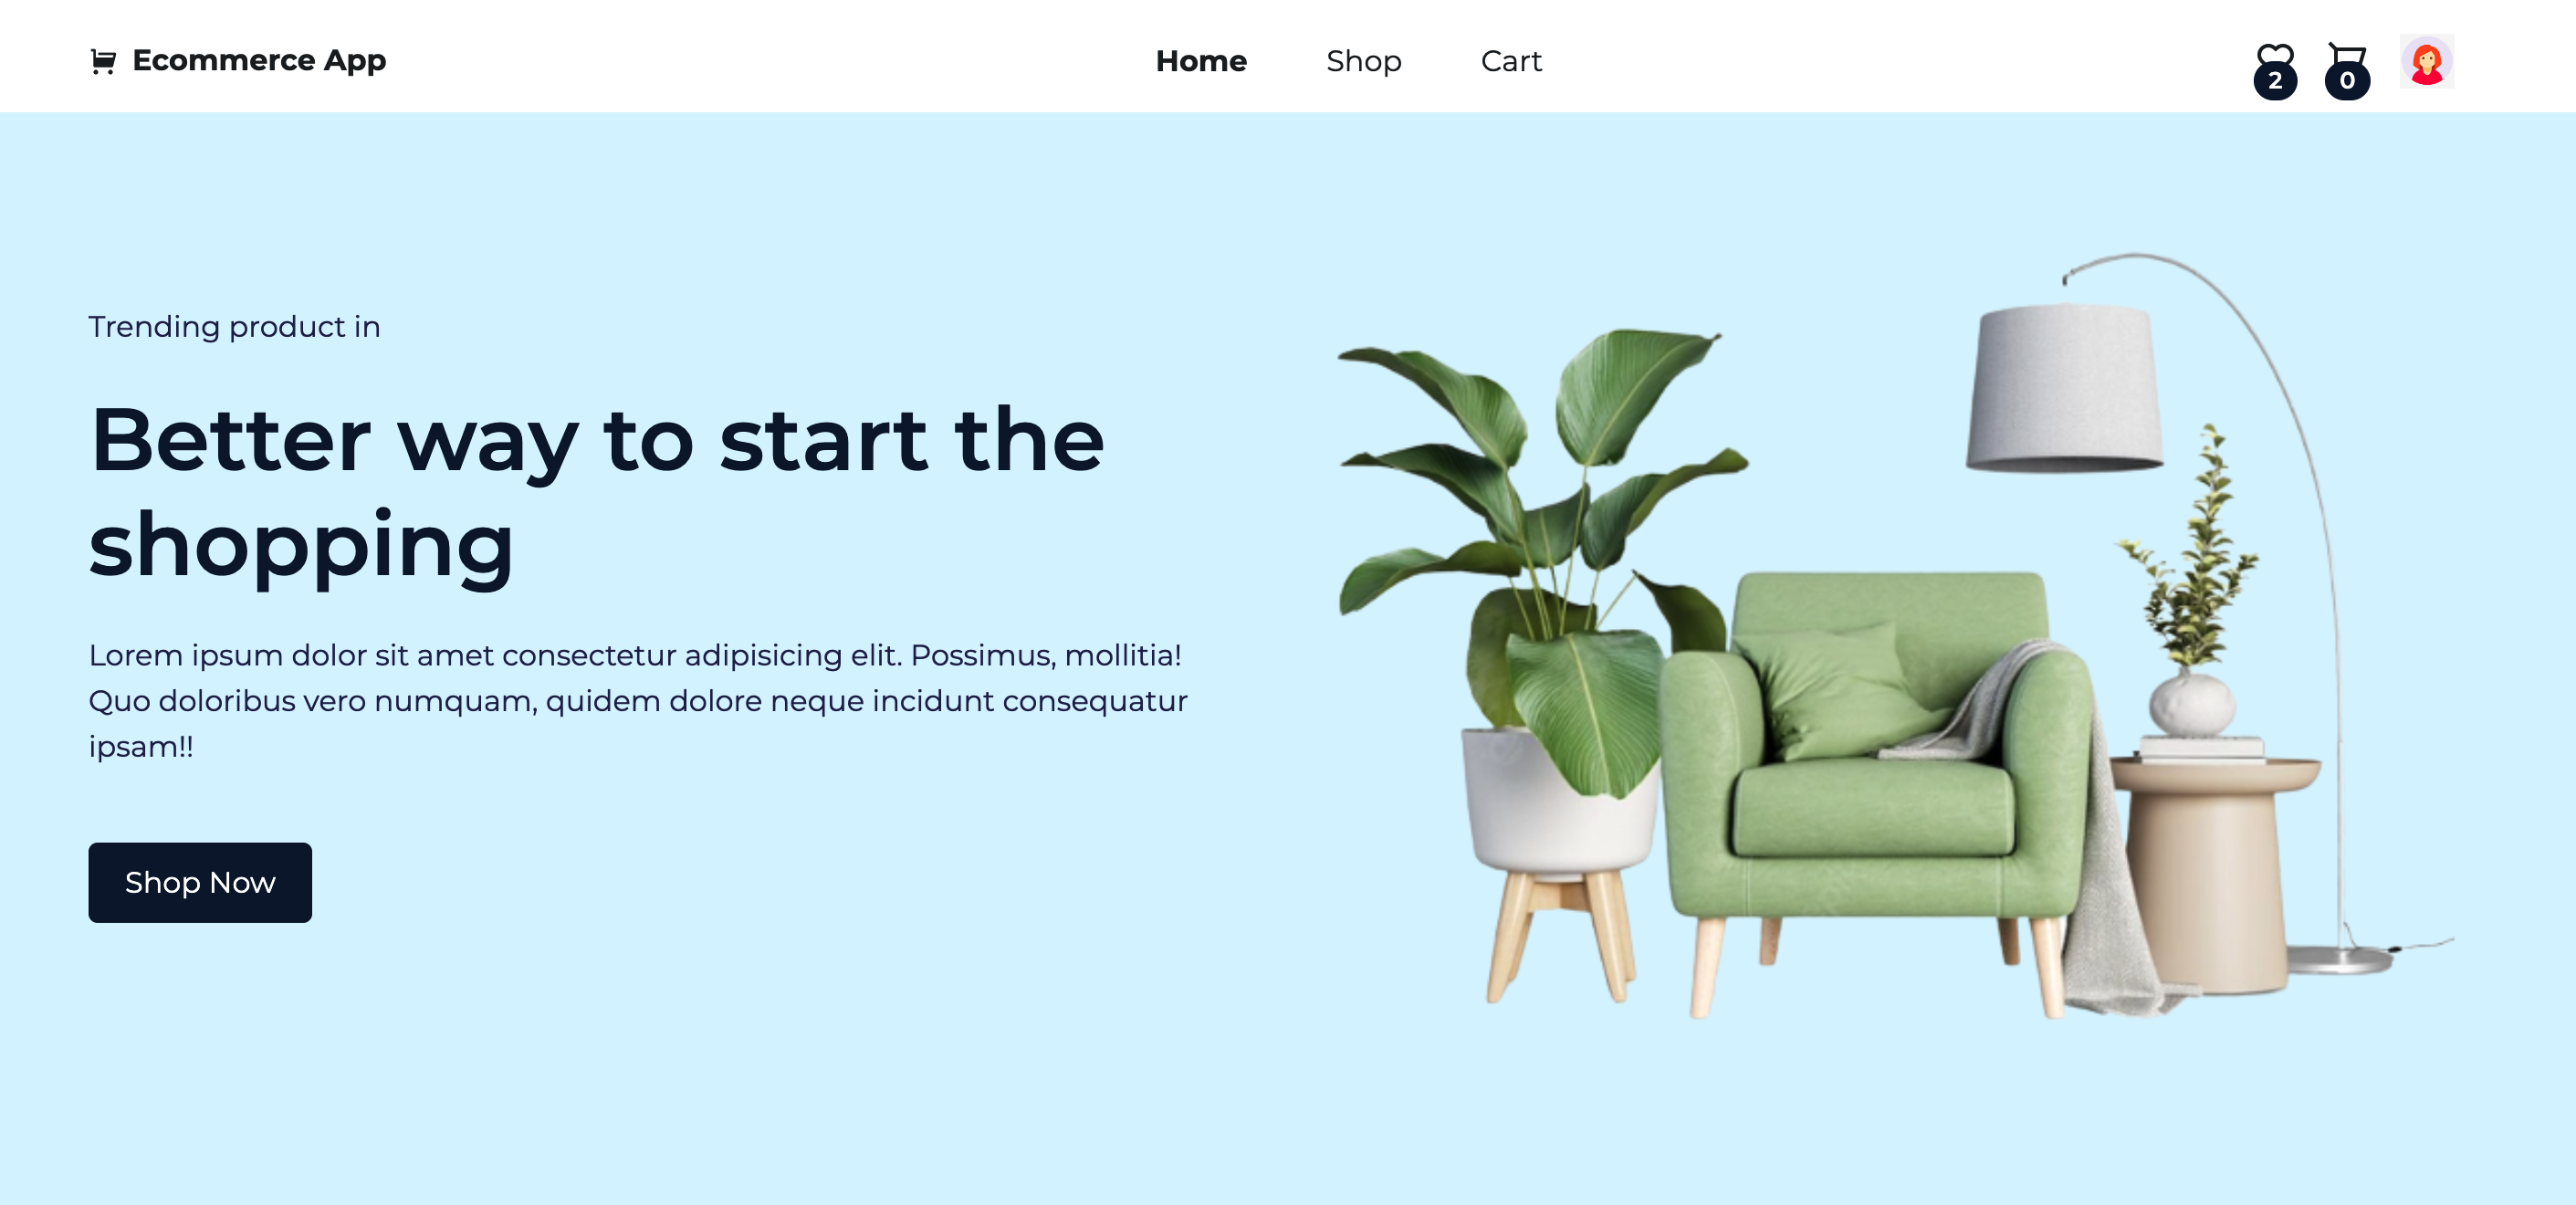 Ecommerce App
Home
Shop
Cart
2
0
Trending product in
Better way to start the
shopping
Lorem ipsum dolor sit amet consectetur adipisicing elit. Possimus, mollitia!
Quo doloribus vero numquam, quidem dolore neque incidunt consequatur
ipsam!!
Shop Now